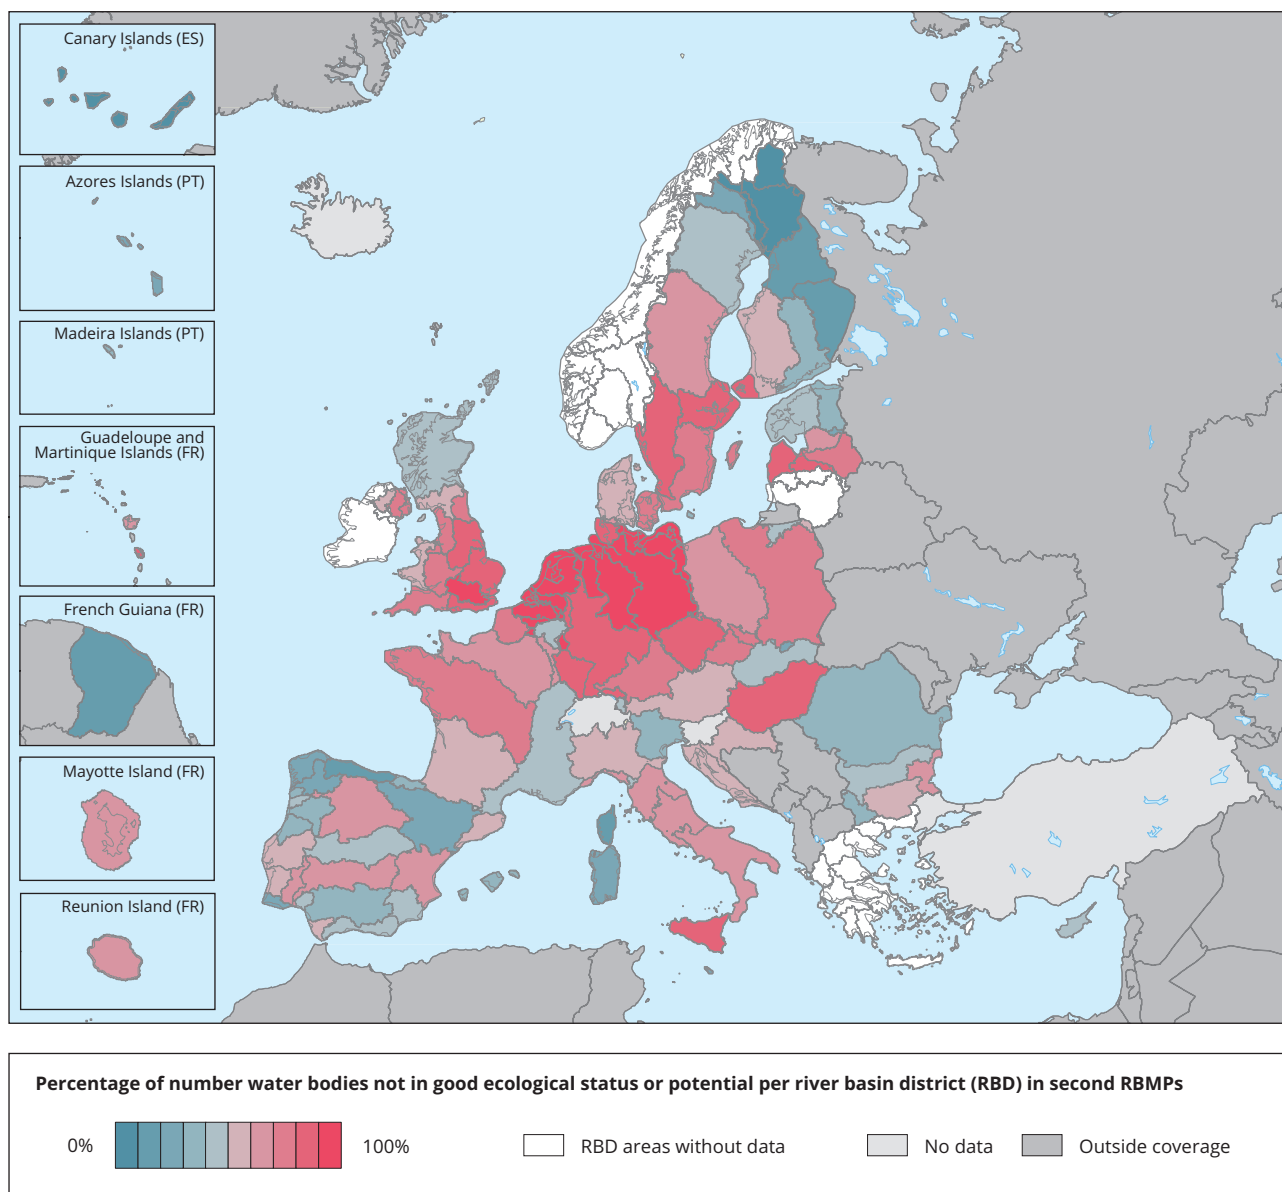 Canary Islands (ES)
Azores Islands (PT)
Madeira Islands (PT)
Guadeloupe and
Martinique Islands (FR)
French Guiana (FR)
Mayotte Island (FR)
Reunion Island (FR)
Percentage of number water bodies not in good ecological status or potential per river basin district (RBD) in second RBMPs
0%
100%
RBD areas without data
No data
Outside coverage